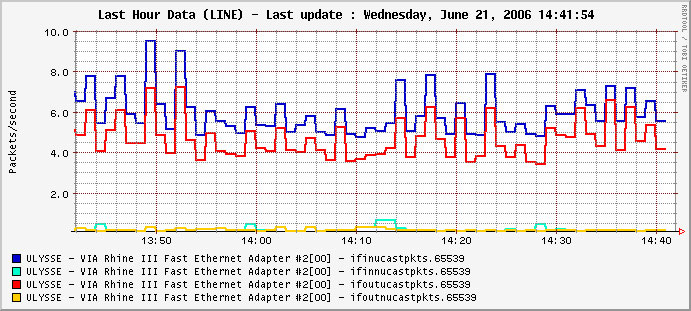 Last Hour Data (LINE) - Last update : Wednesday, June 21, 2006 14:41:54
RRDTOOL / TOBI OETIKER
Packets/second
10.0
8.0
6.0
4.0
2.0
13:50 14:00 14:10 14:20 14:30 14:40
ULYSSE - VIA Rhine III Fast Ethernet Adapter #2[00] - ifinucastpkts.65539
ULYSSE - VIA Rhine III Fast Ethernet Adapter #2[00] - ifinnucastpkts.65539
ULYSSE - VIA Rhine III Fast Ethernet Adapter #2[00] - ifoutucastpkts.65539
ULYSSE - VIA Rhine III Fast Ethernet Adapter #2[00] - ifoutnucastpkts.65539